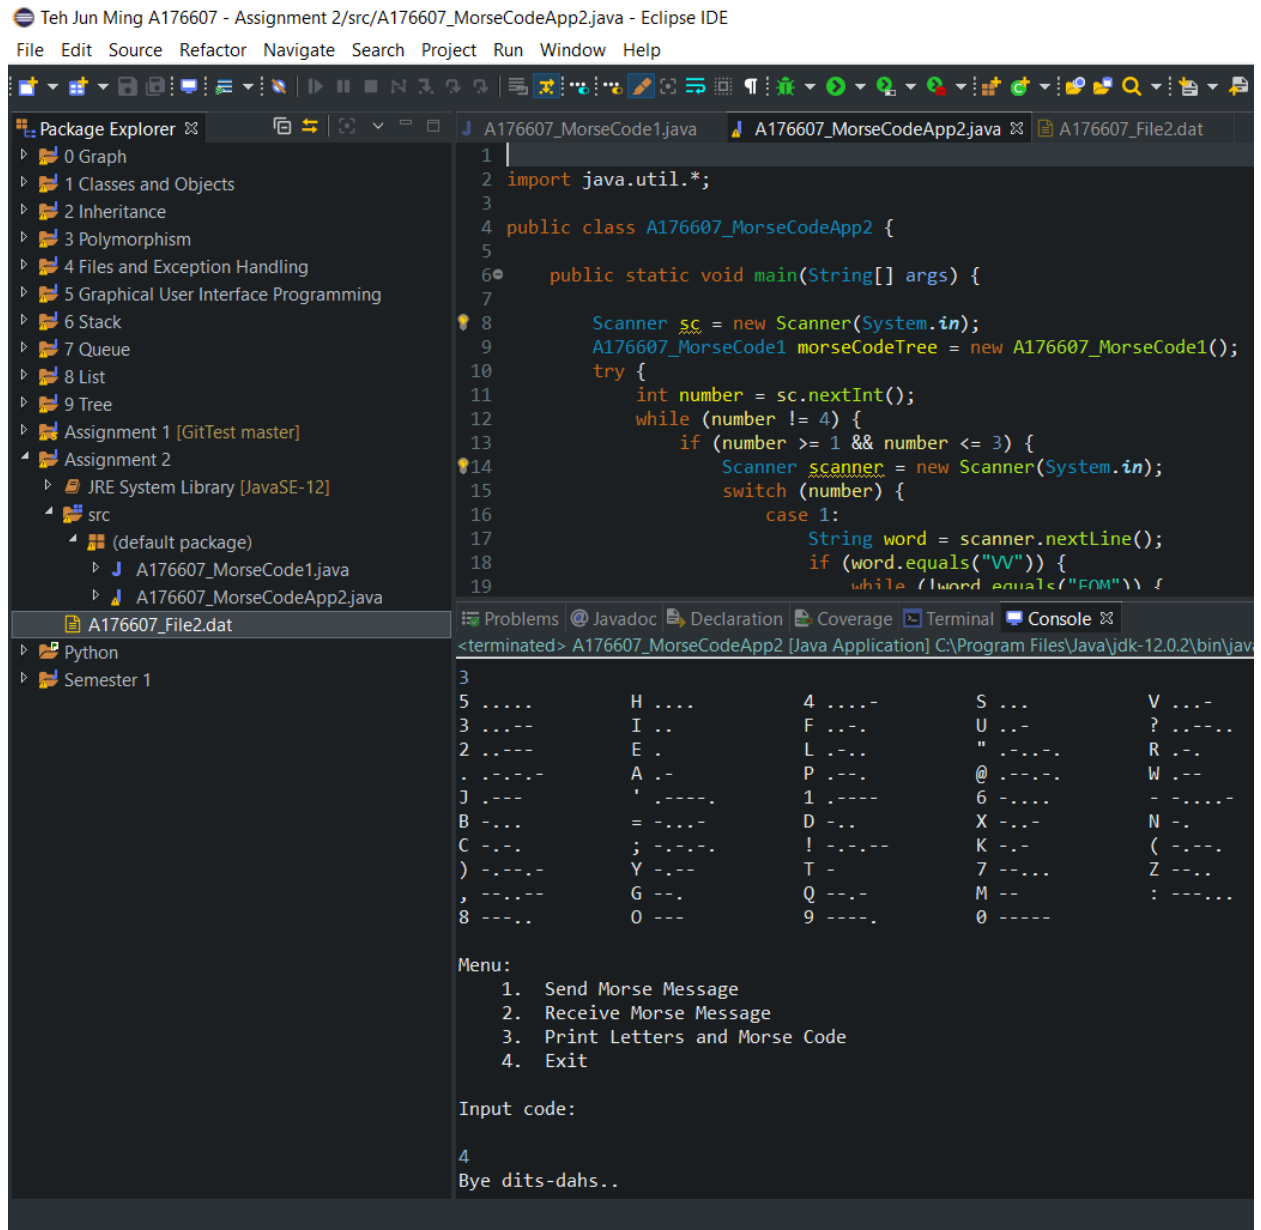 Teh Jun Ming A176607 - Assignment 2/src/A176607_MorseCodeApp2.java - Eclipse IDE
File Edit Source Refactor Navigate Search Project Run Window Help
Package Explorer
0 Graph
1 Classes and Objects
2 Inheritance
3 Polymorphism
4 Files and Exception Handling
5 Graphical User Interface Programming
6 Stack
7 Queue
8 List
9 Tree
Assignment 1 [GitTest master]
Assignment 2
JRE System Library [JavaSE-12]
src
(default package)
A176607_MorseCode1.java
A176607_MorseCodeApp2.java
A176607_File2.dat
Python
Semester 1
A176607_MorseCode1.java A176607_MorseCodeApp2.java A176607_File2.dat
1
2 import java.util.*;
3
4 public class A176607_MorseCodeApp2 {
5
6 public static void main(String[] args) {
7
8 Scanner sc = new Scanner(System.in);
9 A176607_MorseCode1 morseCodeTree = new A176607_MorseCode1();
10 try {
11 int number = sc.nextInt();
12 while (number != 4) {
13 if (number >= 1 && number <= 3) {
14 Scanner scanner = new Scanner(System.in);
15 switch (number) {
16 case 1:
17 String word = scanner.nextLine();
18 if (word.equals("VV")) {
19 while (!word.equals("EOM")) {
Problems Javadoc Declaration Coverage Terminal Console
<terminated> A176607_MorseCodeApp2 [Java Application] C:\Program Files\Java\jdk-12.0.2\bin\jav
3
5 ..... H .... 4 ....- S ... V ...-
3 ...-- I .. F ..-. U ..- ? ..--..
2 ..--- E . L .-.. " .-..-. R .-.
. .-.-.- A .- P .--. @ .--.-. W .--
J .--- ' .----. 1 .---- 6 -.... - -....-
B -... = -...- D -.. X -..- N -.
C -.-. ; -.-.-. ! -.-.-- K -.- ( -.--.
) -.--.- Y -.-- T - 7 --... Z --..
, --..-- G --. Q --.- M -- : ---...
8 ---.. O --- 9 ----. 0 -----
Menu:
1. Send Morse Message
2. Receive Morse Message
3. Print Letters and Morse Code
4. Exit
Input code:
4
Bye dits-dahs..